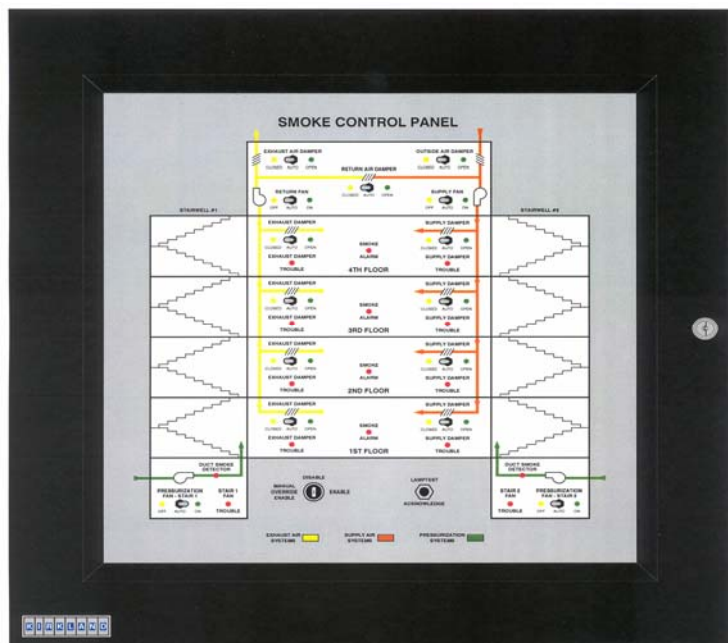 SMOKE CONTROL PANEL
EXHAUST AIR DAMPER
CLOSED AUTO OPEN
OUTSIDE AIR DAMPER
CLOSED AUTO OPEN
RETURN AIR DAMPER
CLOSED AUTO OPEN
RETURN FAN
OFF AUTO ON
SUPPLY FAN
OFF AUTO ON
STAIRWELL #1
STAIRWELL #2
EXHAUST DAMPER
CLOSED AUTO OPEN
EXHAUST DAMPER
TROUBLE
SMOKE
ALARM
4TH FLOOR
SUPPLY DAMPER
CLOSED AUTO OPEN
SUPPLY DAMPER
TROUBLE
EXHAUST DAMPER
CLOSED AUTO OPEN
EXHAUST DAMPER
TROUBLE
SMOKE
ALARM
3RD FLOOR
SUPPLY DAMPER
CLOSED AUTO OPEN
SUPPLY DAMPER
TROUBLE
EXHAUST DAMPER
CLOSED AUTO OPEN
EXHAUST DAMPER
TROUBLE
SMOKE
ALARM
2ND FLOOR
SUPPLY DAMPER
CLOSED AUTO OPEN
SUPPLY DAMPER
TROUBLE
EXHAUST DAMPER
CLOSED AUTO OPEN
EXHAUST DAMPER
TROUBLE
SMOKE
ALARM
1ST FLOOR
SUPPLY DAMPER
CLOSED AUTO OPEN
SUPPLY DAMPER
TROUBLE
DUCT SMOKE
DETECTOR
PRESSURIZATION
FAN - STAIR 1
OFF AUTO ON
STAIR 1
FAN
TROUBLE
DISABLE
MANUAL
OVERRIDE
ENABLE
ENABLE
LAMPTEST
ACKNOWLEDGE
DUCT SMOKE
DETECTOR
STAIR 2
FAN
TROUBLE
PRESSURIZATION
FAN - STAIR 2
OFF AUTO ON
EXHAUST AIR
SYSTEMS
SUPPLY AIR
SYSTEMS
PRESSURIZATION
SYSTEMS
KIRKLAND